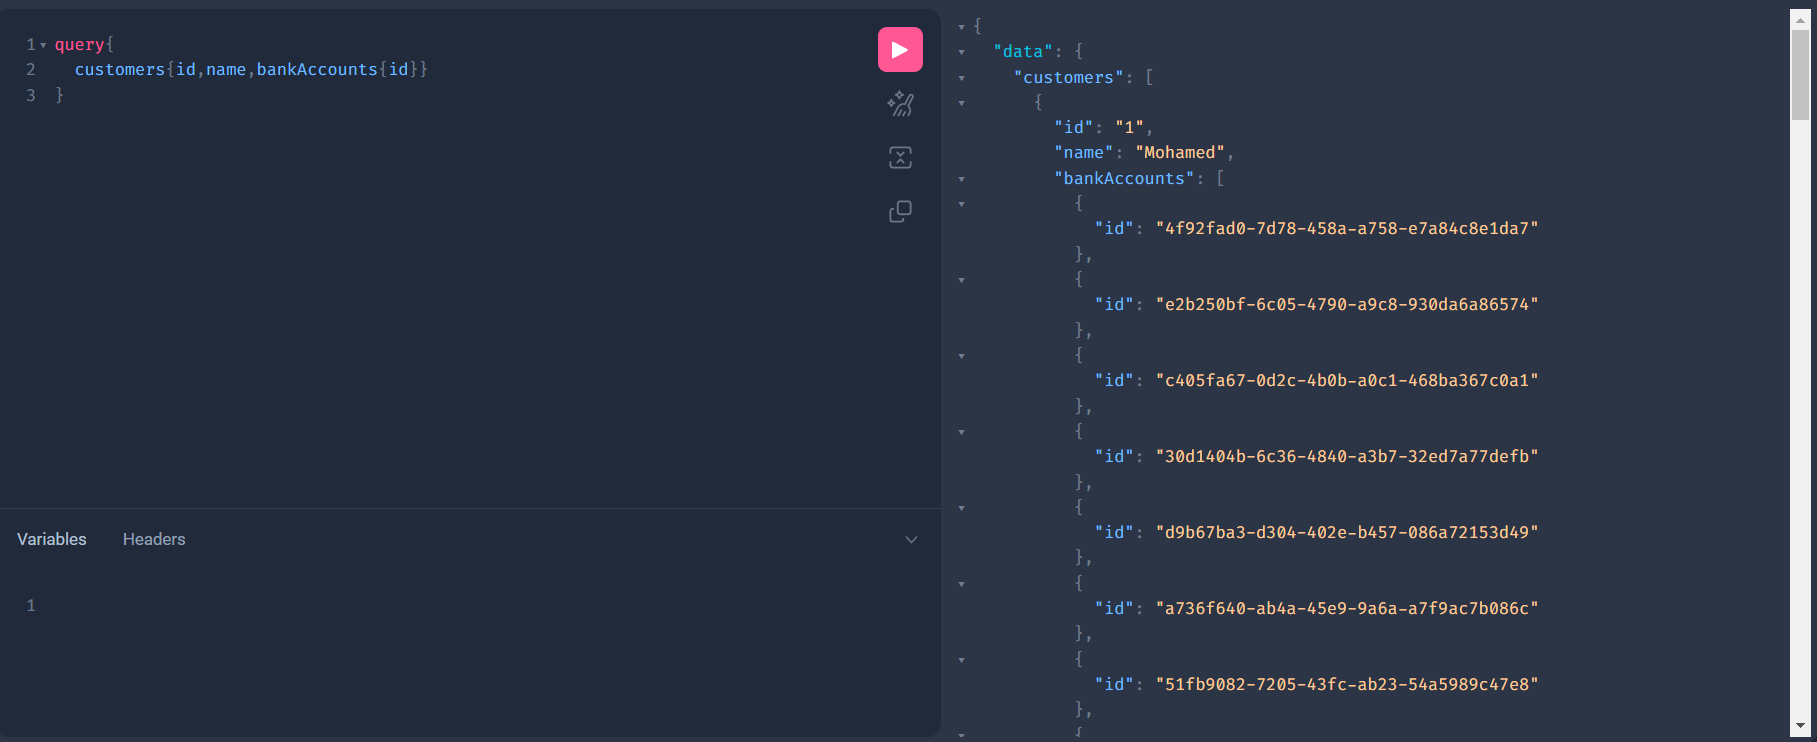 1 query{
2 customers{id,name,bankAccounts{id}}
3 }
Variables Headers
1
{
"data": {
"customers": [
{
"id": "1",
"name": "Mohamed",
"bankAccounts": [
{
"id": "4f92fad0-7d78-458a-a758-e7a84c8e1da7"
},
{
"id": "e2b250bf-6c05-4790-a9c8-930da6a86574"
},
{
"id": "c405fa67-0d2c-4b0b-a0c1-468ba367c0a1"
},
{
"id": "30d1404b-6c36-4840-a3b7-32ed7a77defb"
},
{
"id": "d9b67ba3-d304-402e-b457-086a72153d49"
},
{
"id": "a736f640-ab4a-45e9-9a6a-a7f9ac7b086c"
},
{
"id": "51fb9082-7205-43fc-ab23-54a5989c47e8"
},
{